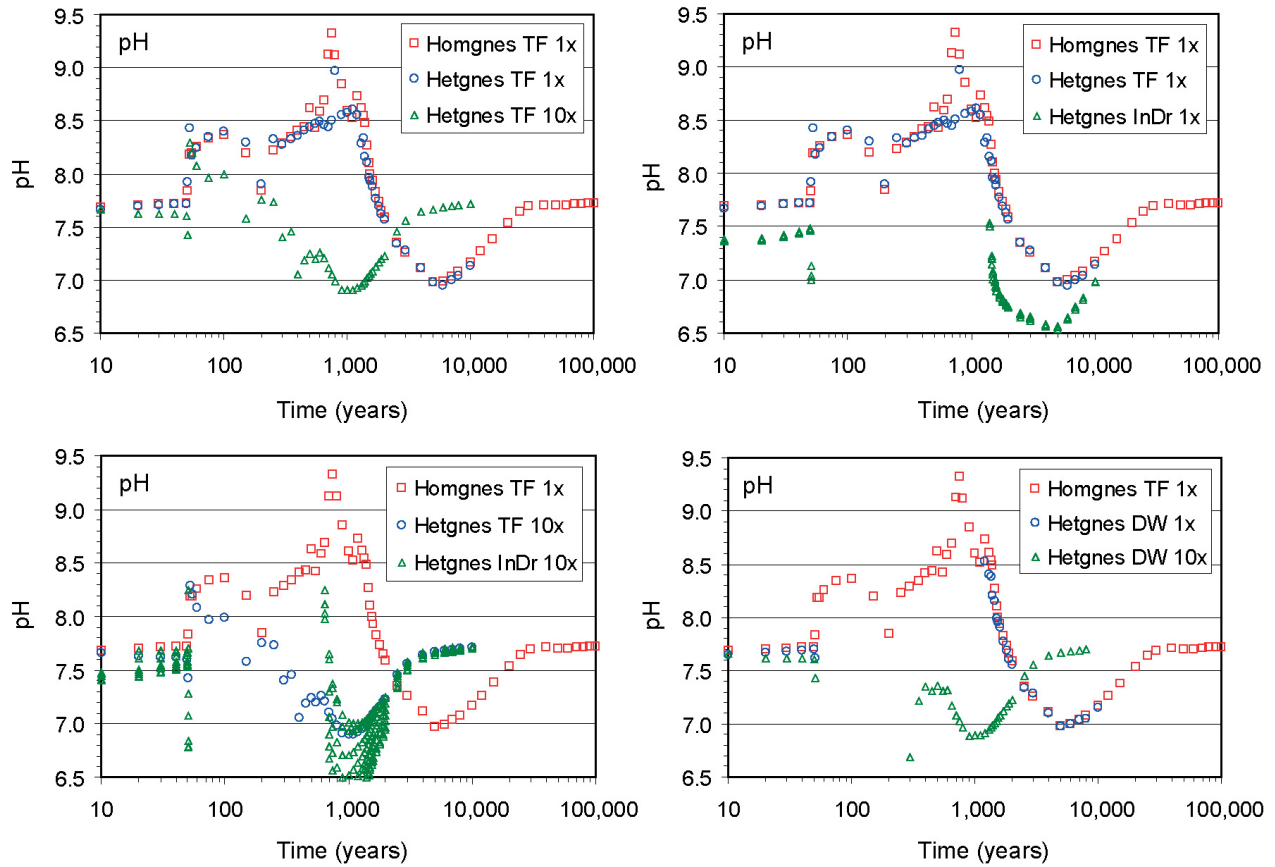 pH
Homgnes TF 1x
Hetgnes TF 1x
Hetgnes TF 10x
9.5
9.0
8.5
8.0
7.5
7.0
6.5
pH
10
100
1,000
10,000
100,000
Time (years)
pH
Homgnes TF 1x
Hetgnes TF 1x
Hetgnes InDr 1x
9.5
9.0
8.5
8.0
7.5
7.0
6.5
pH
10
100
1,000
10,000
100,000
Time (years)
pH
Homgnes TF 1x
Hetgnes TF 10x
Hetgnes InDr 10x
9.5
9.0
8.5
8.0
7.5
7.0
6.5
pH
10
100
1,000
10,000
100,000
Time (years)
pH
Homgnes TF 1x
Hetgnes DW 1x
Hetgnes DW 10x
9.5
9.0
8.5
8.0
7.5
7.0
6.5
pH
10
100
1,000
10,000
100,000
Time (years)